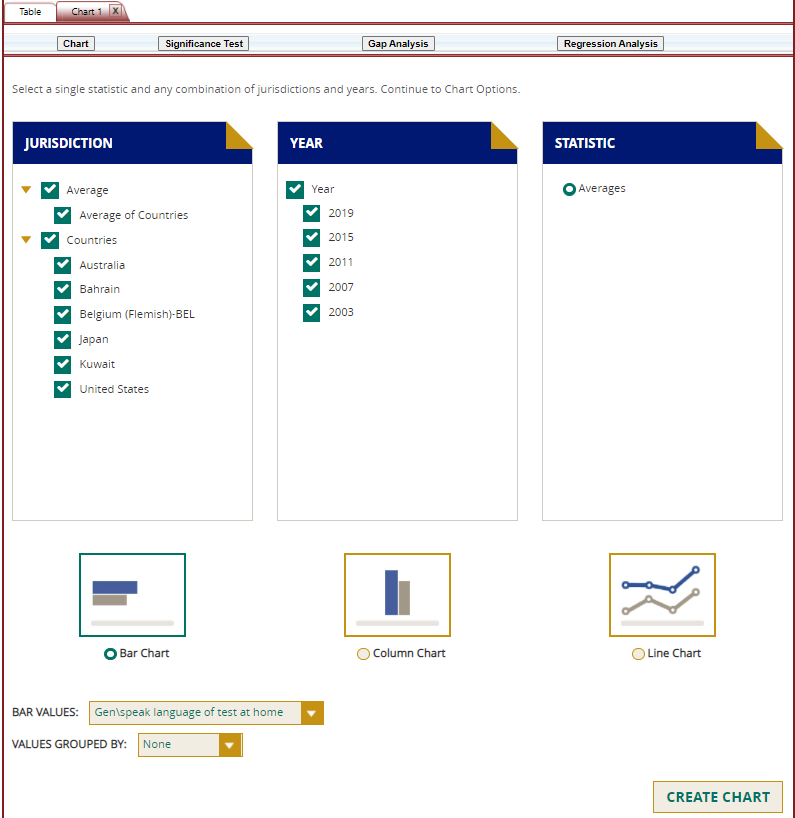 Table
Chart 1 X
Chart
Significance Test
Gap Analysis
Regression Analysis
Select a single statistic and any combination of jurisdictions and years. Continue to Chart Options.
JURISDICTION
Average
Average of Countries
Countries
Australia
Bahrain
Belgium (Flemish)-BEL
Japan
Kuwait
United States
YEAR
Year
2019
2015
2011
2007
2003
STATISTIC
Averages
Bar Chart
Column Chart
Line Chart
BAR VALUES: Gen\speak language of test at home
VALUES GROUPED BY: None
CREATE CHART